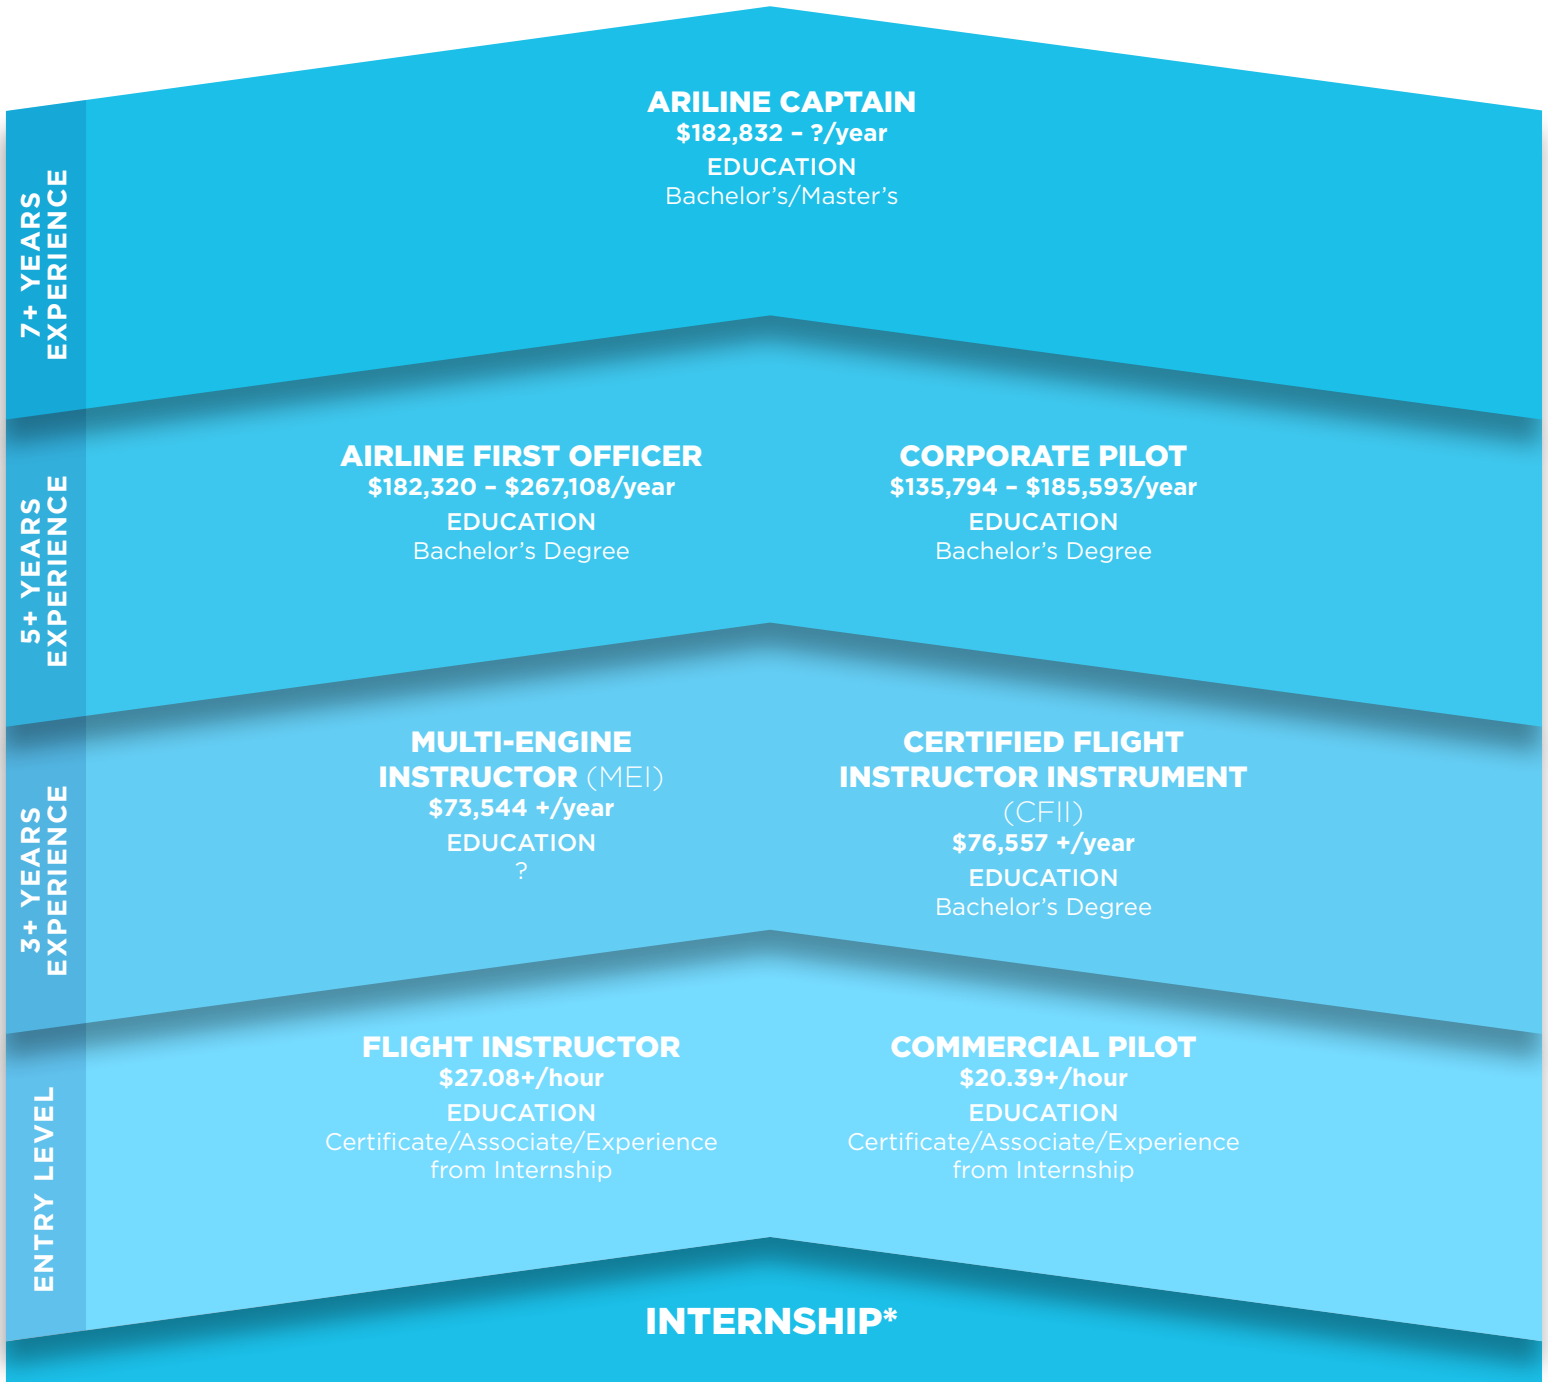 ARILINE CAPTAIN
$182,832 – ?/year
EDUCATION
Bachelor’s/Master’s
7+ YEARS
EXPERIENCE
AIRLINE FIRST OFFICER
$182,320 – $267,108/year
EDUCATION
Bachelor’s Degree
CORPORATE PILOT
$135,794 – $185,593/year
EDUCATION
Bachelor’s Degree
5+ YEARS
EXPERIENCE
MULTI-ENGINE
INSTRUCTOR (MEI)
$73,544 +/year
EDUCATION
?
CERTIFIED FLIGHT
INSTRUCTOR INSTRUMENT
(CFII)
$76,557 +/year
EDUCATION
Bachelor’s Degree
3+ YEARS
EXPERIENCE
FLIGHT INSTRUCTOR
$27.08+/hour
EDUCATION
Certificate/Associate/Experience
from Internship
COMMERCIAL PILOT
$20.39+/hour
EDUCATION
Certificate/Associate/Experience
from Internship
ENTRY LEVEL
INTERNSHIP*